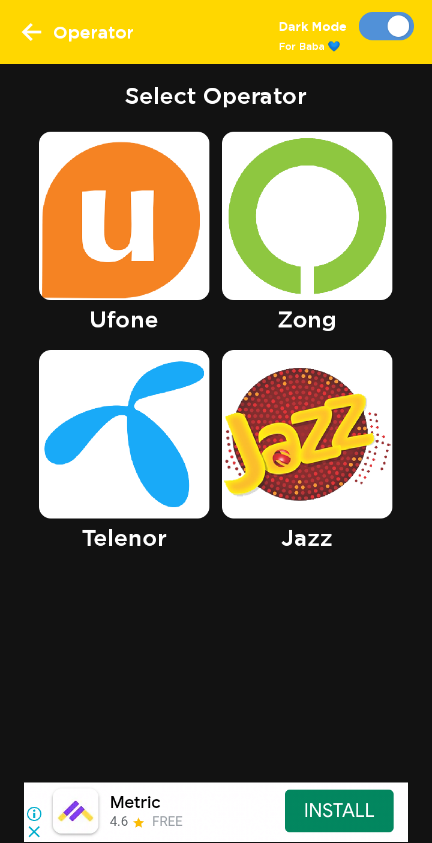 Operator
Dark Mode
For Baba 💙
Select Operator
u
Ufone
Zong
Jazz
Telenor
Jazz
Metric
4.6 ★ FREE
INSTALL